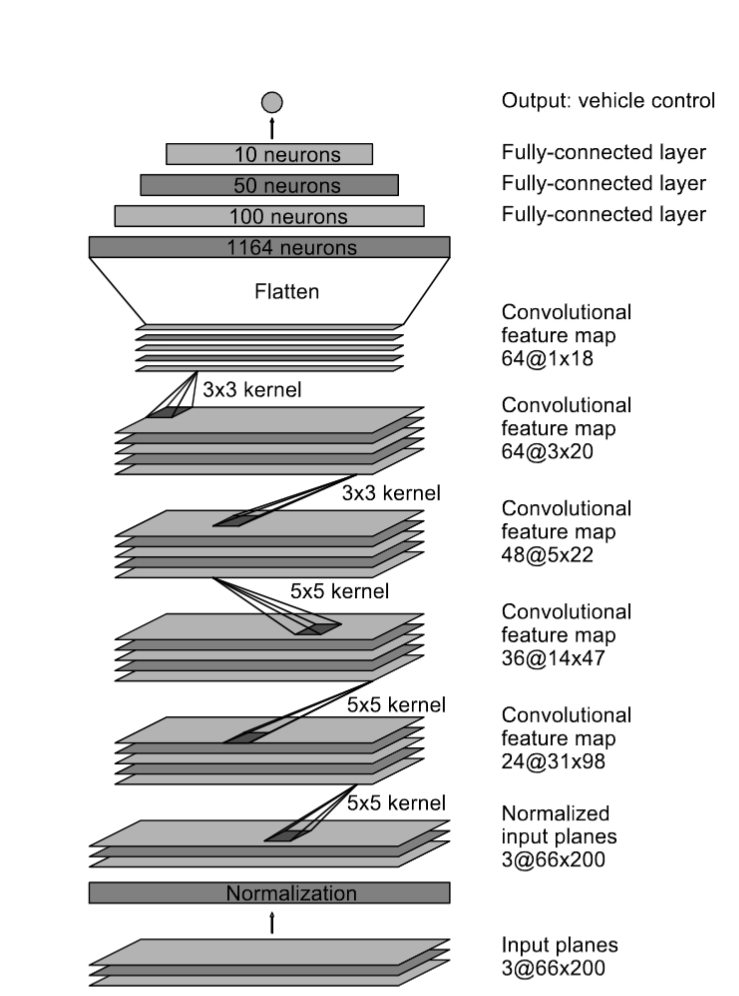 Output: vehicle control
10 neurons
Fully-connected layer
50 neurons
Fully-connected layer
100 neurons
Fully-connected layer
1164 neurons
Flatten
Convolutional
feature map
64@1x18
3x3 kernel
Convolutional
feature map
64@3x20
3x3 kernel
Convolutional
feature map
48@5x22
5x5 kernel
Convolutional
feature map
36@14x47
5x5 kernel
Convolutional
feature map
24@31x98
5x5 kernel
Normalized
input planes
3@66x200
Normalization
Input planes
3@66x200